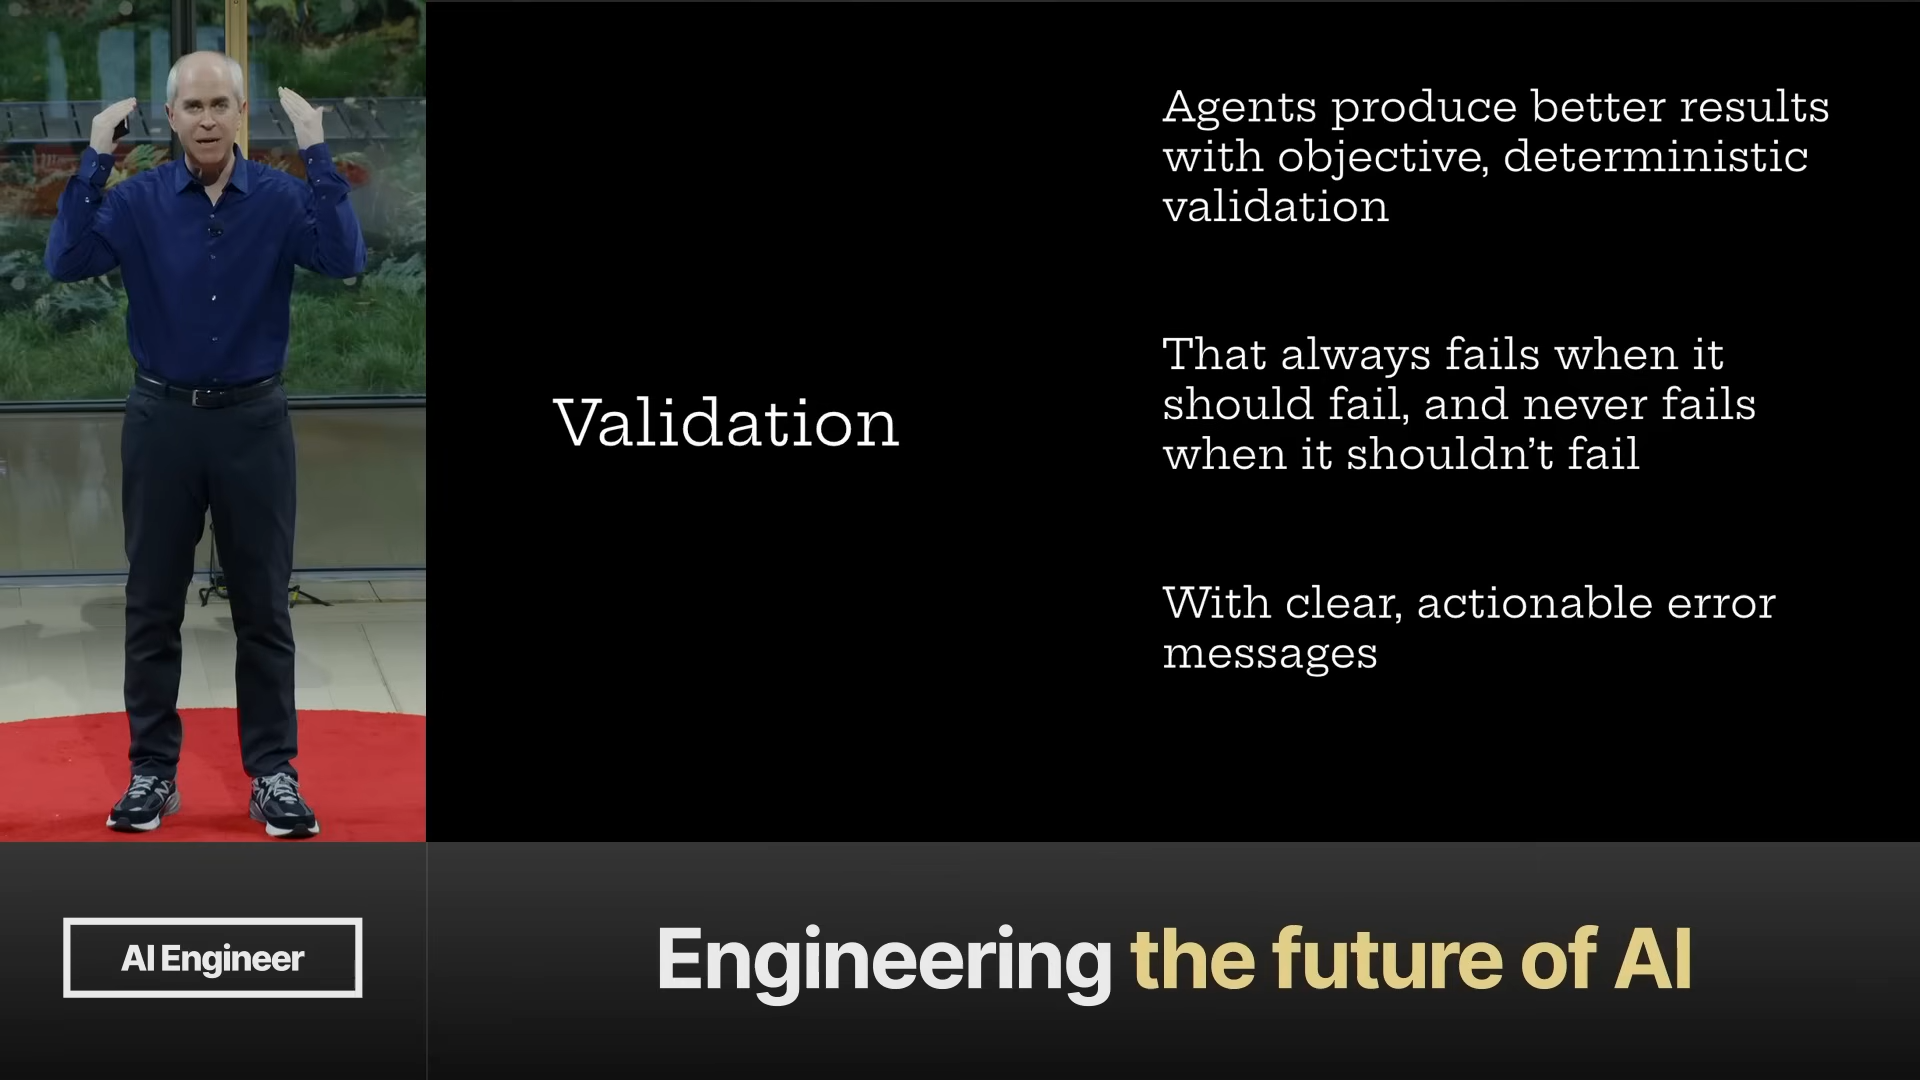 Validation
Agents produce better results
with objective, deterministic
validation
That always fails when it
should fail, and never fails
when it shouldn’t fail
With clear, actionable error
messages
AI Engineer
Engineering the future of AI